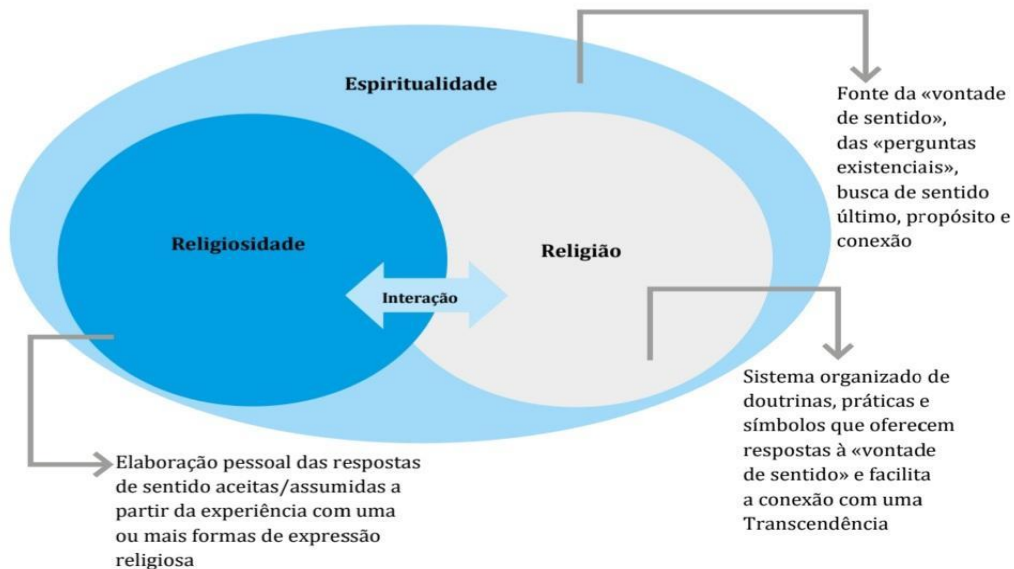 Espiritualidade
Fonte da «vontade
de sentido»,
das «perguntas
existenciais»,
busca de sentido
último, propósito e
conexão
Religiosidade
Religião
Interação
Sistema organizado de
doutrinas, práticas e
símbolos que oferecem
respostas à «vontade
de sentido» e facilita
a conexão com uma
Transcendência
Elaboração pessoal das respostas
de sentido aceitas/assumidas a
partir da experiência com uma
ou mais formas de expressão
religiosa